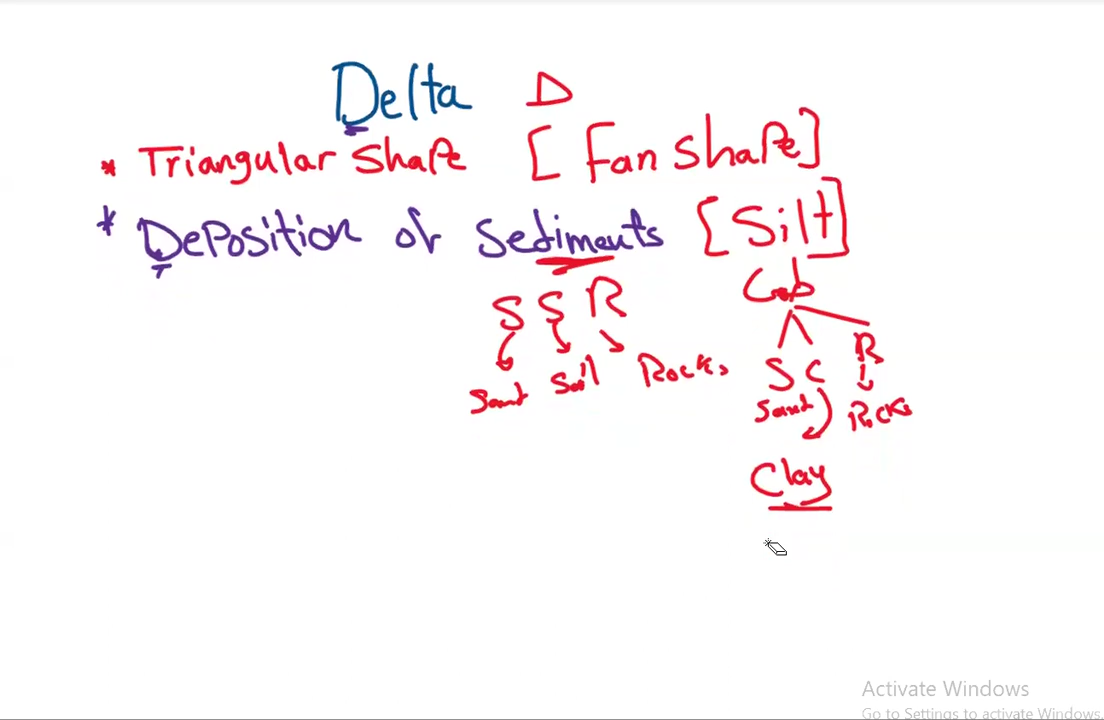 Delta D
* Triangular Shape [Fan shape]
* Deposition of Sediments [Silt]
S S R
Comb
S C R
Sand Soil Rocks
Sand Rocks
Clay
Activate Windows
Go to Settings to activate Windows.